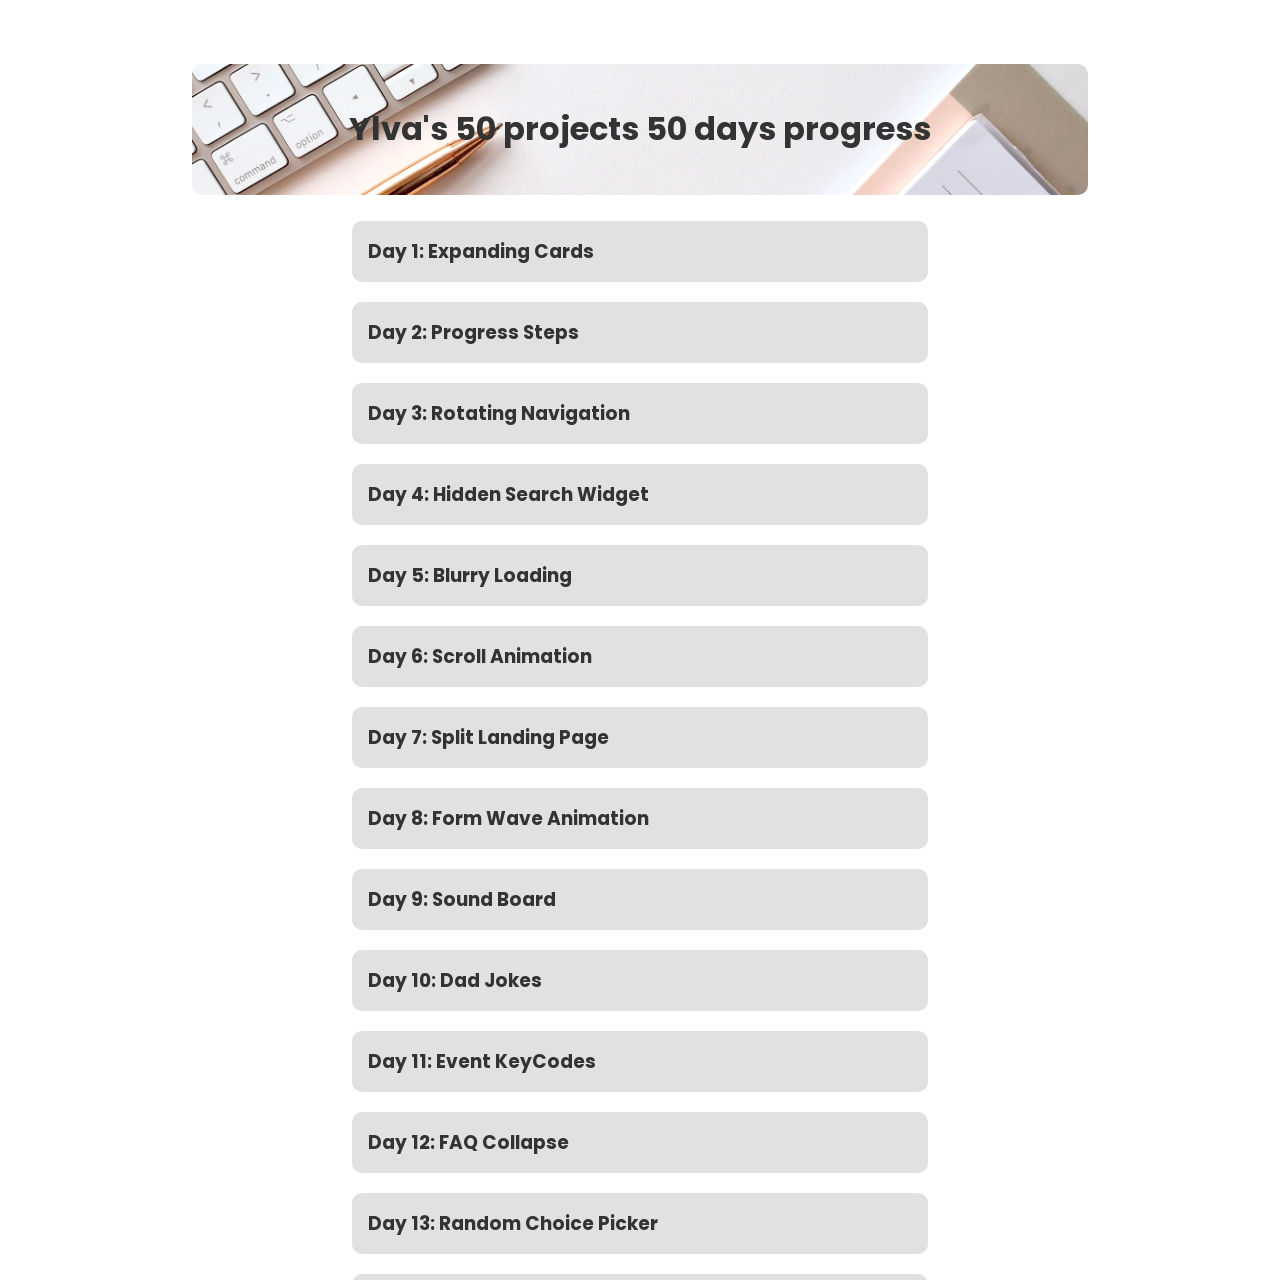 Ylva's 50 projects 50 days progress
command
option
Day 1: Expanding Cards
Day 2: Progress Steps
Day 3: Rotating Navigation
Day 4: Hidden Search Widget
Day 5: Blurry Loading
Day 6: Scroll Animation
Day 7: Split Landing Page
Day 8: Form Wave Animation
Day 9: Sound Board
Day 10: Dad Jokes
Day 11: Event KeyCodes
Day 12: FAQ Collapse
Day 13: Random Choice Picker